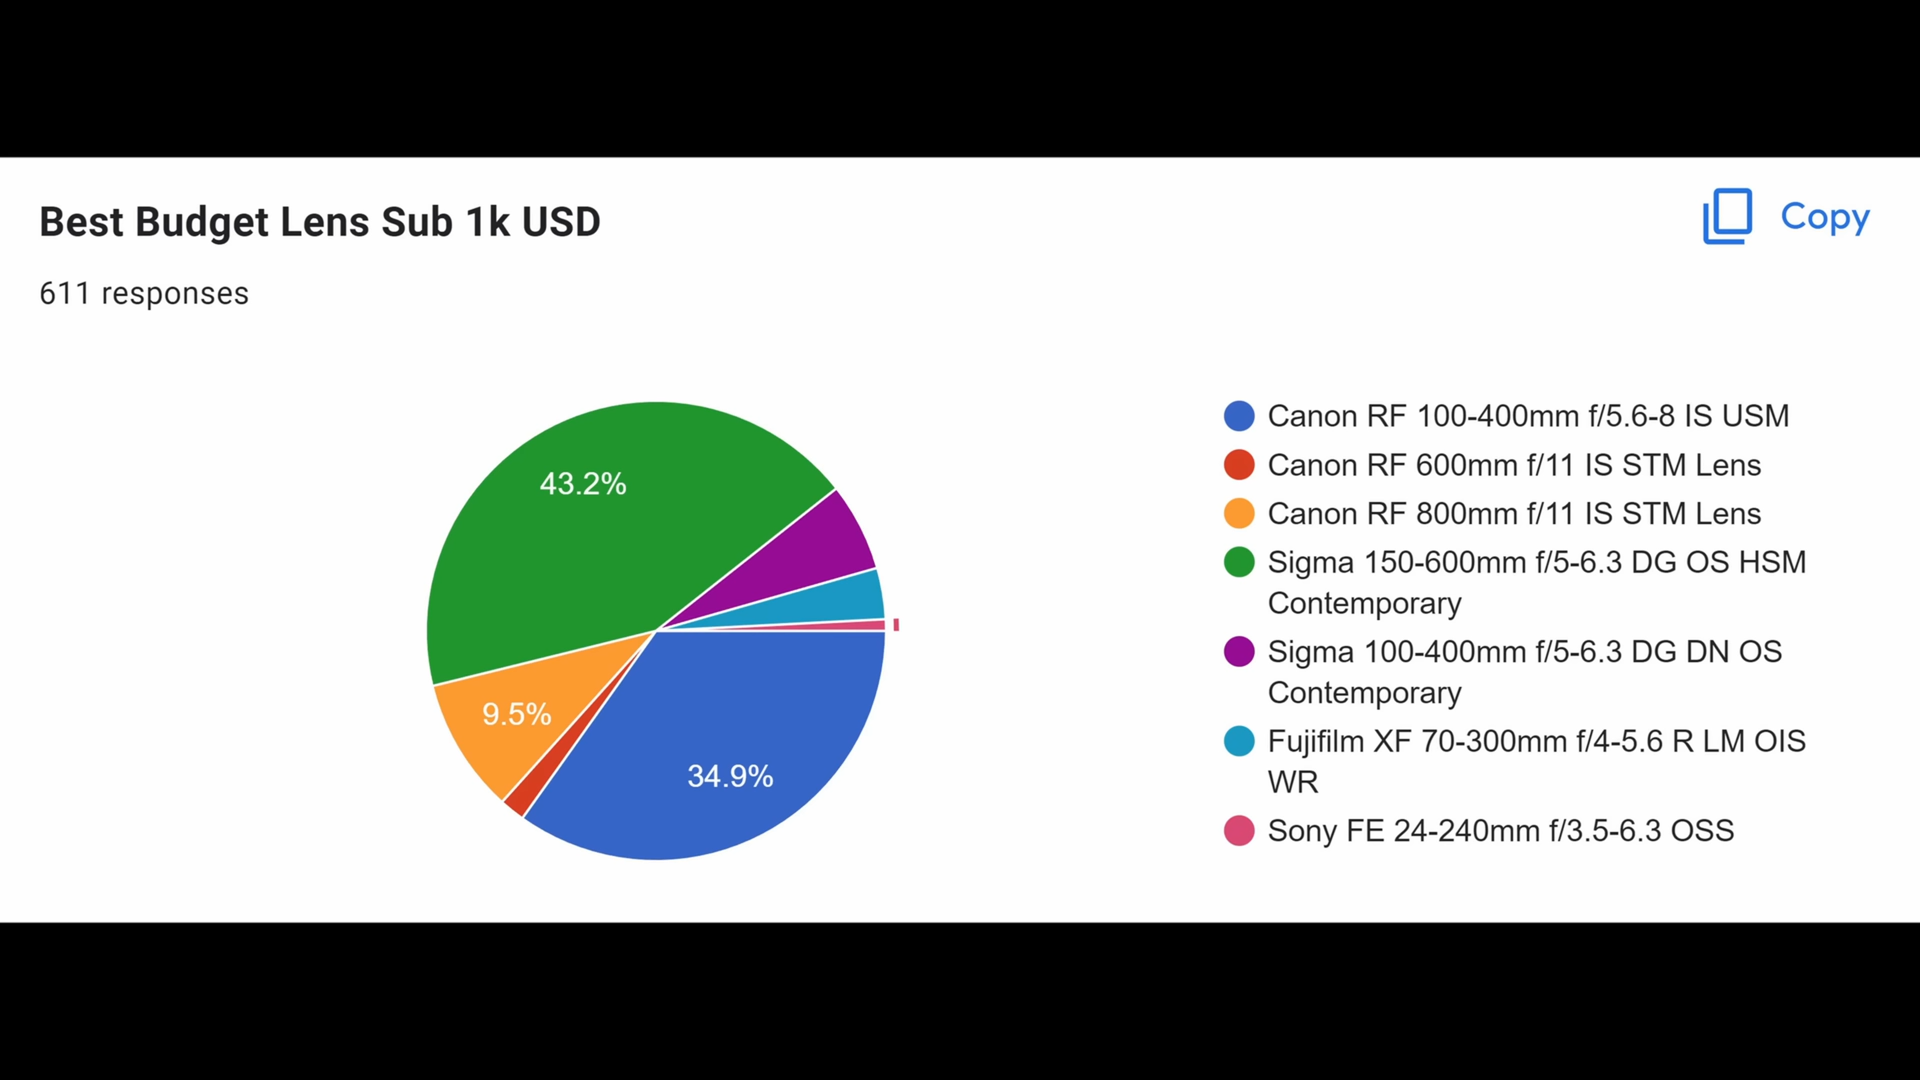 Best Budget Lens Sub 1k USD
Copy
611 responses
43.2%
9.5%
34.9%
Canon RF 100-400mm f/5.6-8 IS USM
Canon RF 600mm f/11 IS STM Lens
Canon RF 800mm f/11 IS STM Lens
Sigma 150-600mm f/5-6.3 DG OS HSM
Contemporary
Sigma 100-400mm f/5-6.3 DG DN OS
Contemporary
Fujifilm XF 70-300mm f/4-5.6 R LM OIS
WR
Sony FE 24-240mm f/3.5-6.3 OSS